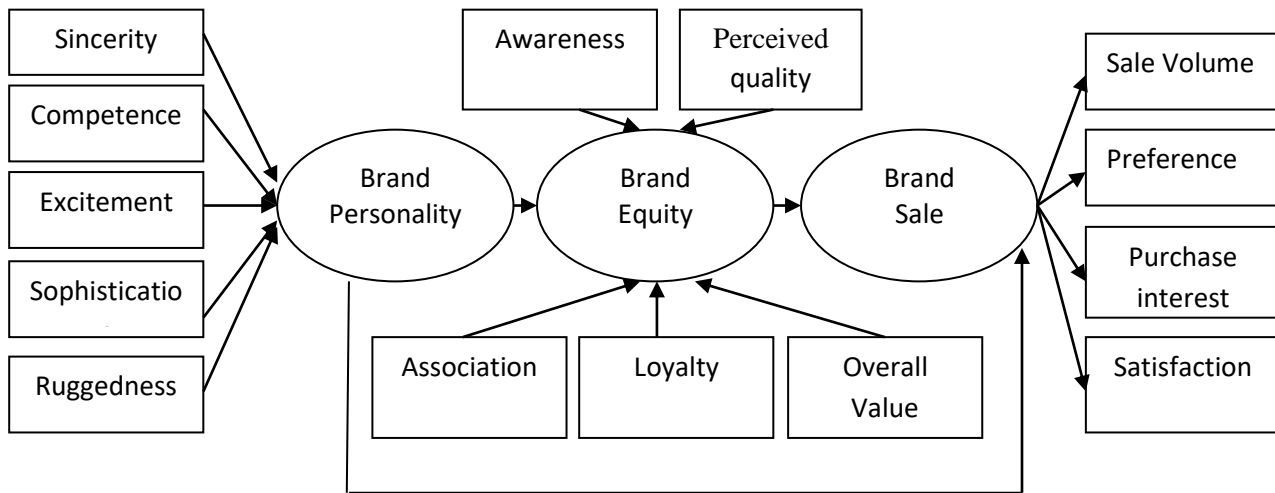 Sincerity
Competence
Excitement
Sophisticatio
Ruggedness
Brand
Personality
Awareness
Perceived
quality
Brand
Equity
Association
Loyalty
Overall
Value
Brand
Sale
Sale Volume
Preference
Purchase
interest
Satisfaction